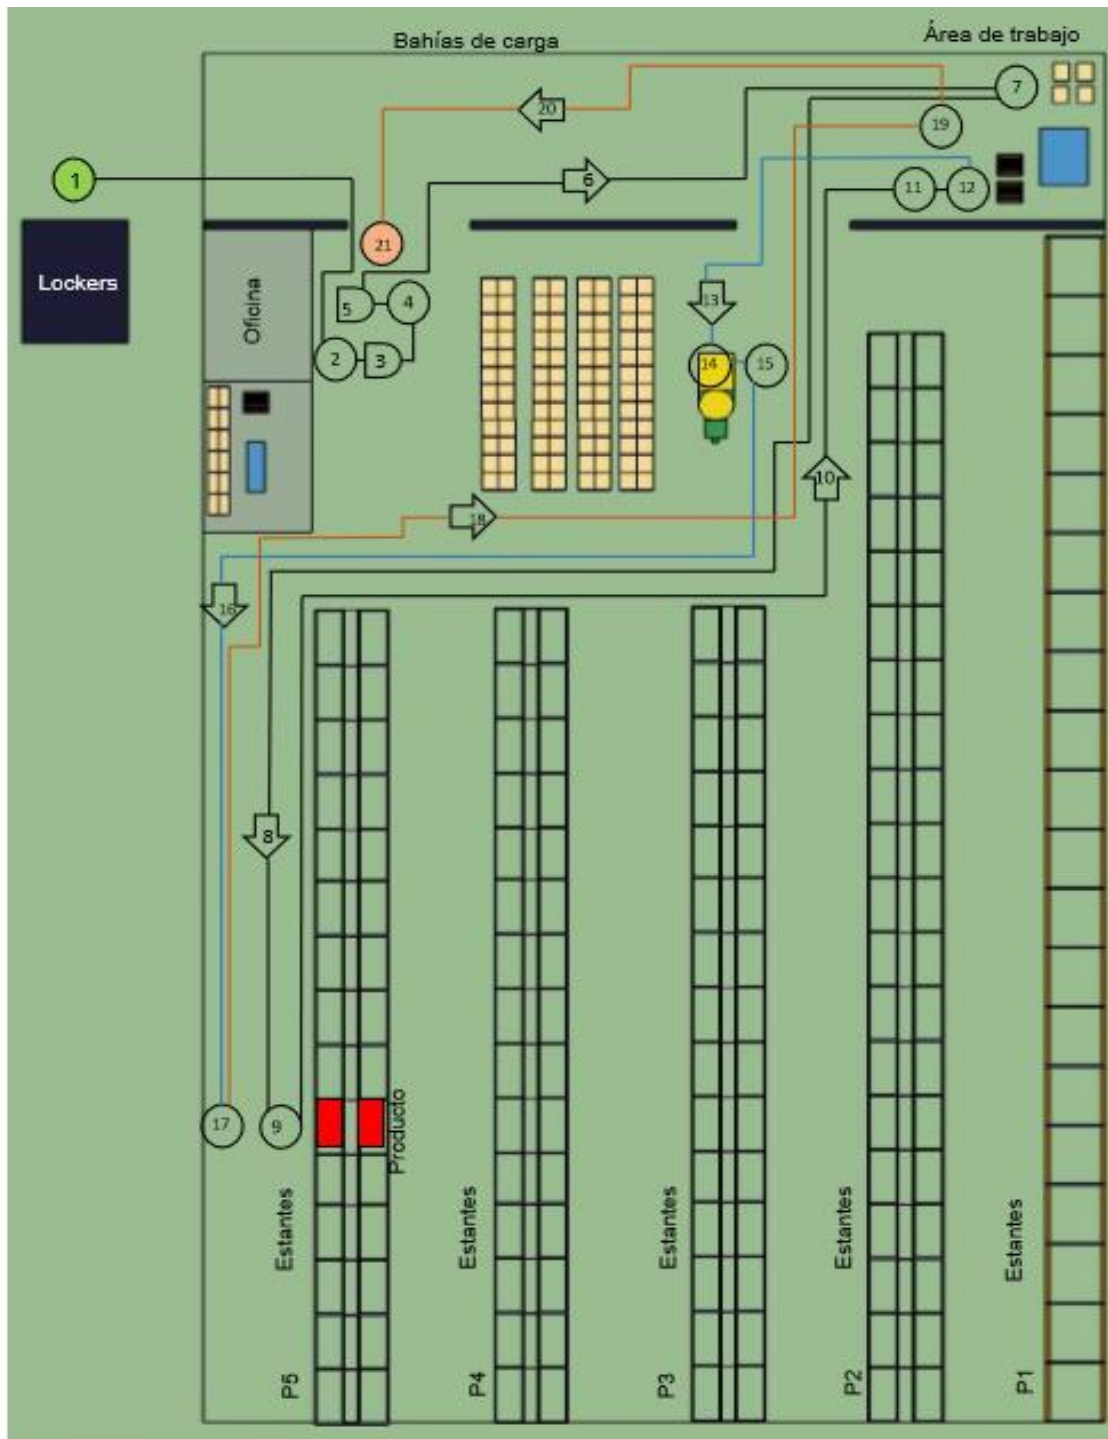 Bahías de carga
Área de trabajo
7
20
19
1
6
11
12
21
Lockers
Oficina
5
4
13
2
3
14
15
10
18
16
8
17
9
Producto
Estantes
Estantes
Estantes
Estantes
Estantes
P5
P4
P3
P2
P1